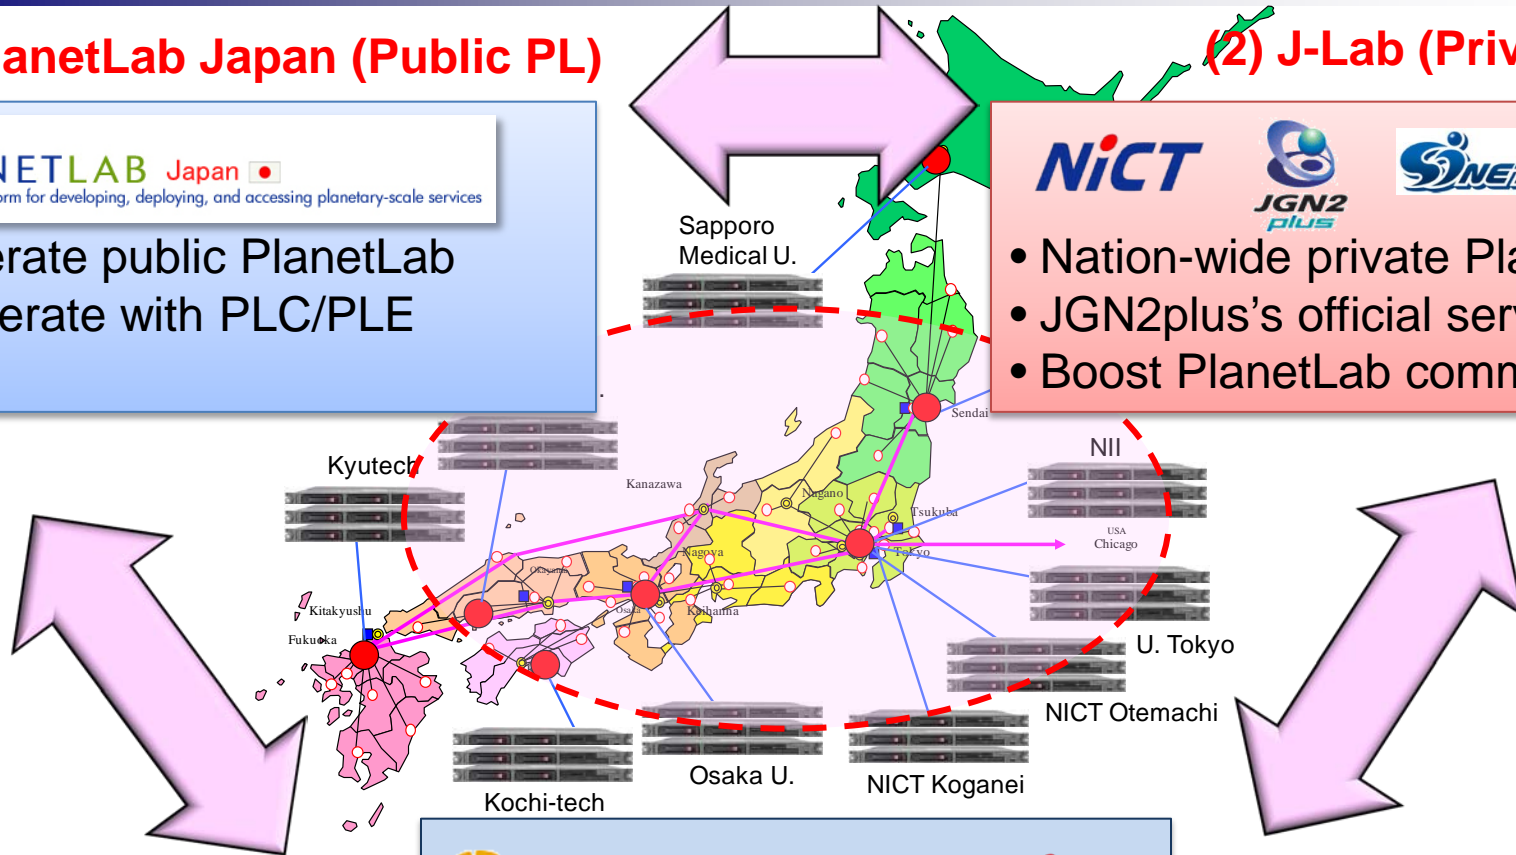 anetLab Japan (Public PL)
(2) J-Lab (Priv
NETLAB Japan
orm for developing, deploying, and accessing planetary-scale services
erate public PlanetLab
erate with PLC/PLE
NiCT
JGN2
plus
SINE
• Nation-wide private Pla
• JGN2plus's official serv
• Boost PlanetLab comm
Sapporo
Medical U.
.
Sendai
Kyutech
NII
Kanazawa
Nagano
Tsukuba
USA
Chicago
Nagoya
Tokyo
Okayama
Kitakyushu
Osaka
Keihanna
Fukuoka
U. Tokyo
NICT Otemachi
Osaka U.
NICT Koganei
Kochi-tech